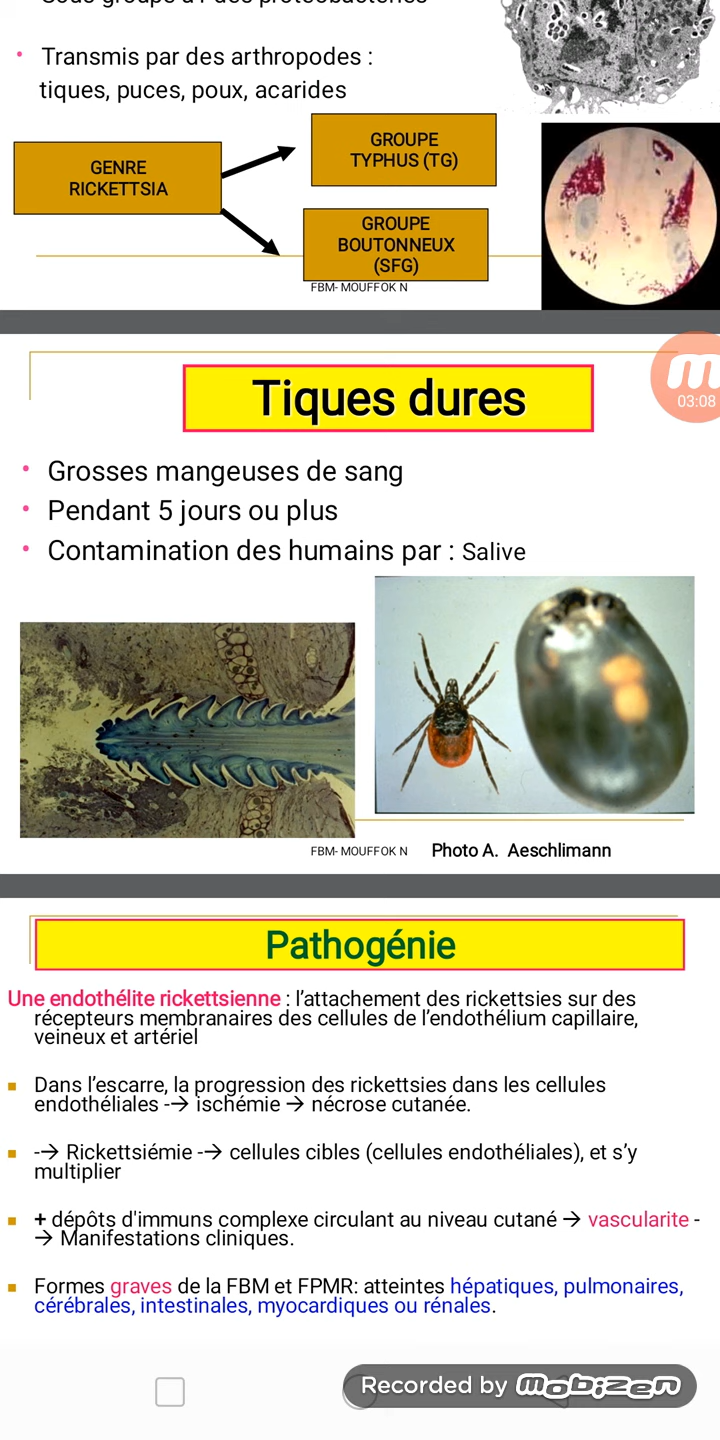 Sous groupe α1 des protéobactéries
• Transmis par des arthropodes :
tiques, puces, poux, acarides
GENRE
RICKETTSIA
GROUPE
TYPHUS (TG)
GROUPE
BOUTONNEUX
(SFG)
FBM- MOUFFOK N
03:08
Tiques dures
• Grosses mangeuses de sang
• Pendant 5 jours ou plus
• Contamination des humains par : Salive
FBM- MOUFFOK N
Photo A. Aeschlimann
Pathogénie
Une endothélite rickettsienne : l’attachement des rickettsies sur des
récepteurs membranaires des cellules de l’endothélium capillaire,
veineux et artériel
■ Dans l’escarre, la progression des rickettsies dans les cellules
endothéliales -→ ischémie → nécrose cutanée.
■ -→ Rickettsiémie -→ cellules cibles (cellules endothéliales), et s’y
multiplier
■ + dépôts d'immuns complexe circulant au niveau cutané → vascularite -
→ Manifestations cliniques.
■ Formes graves de la FBM et FPMR: atteintes hépatiques, pulmonaires,
cérébrales, intestinales, myocardiques ou rénales.
Recorded by mobizen